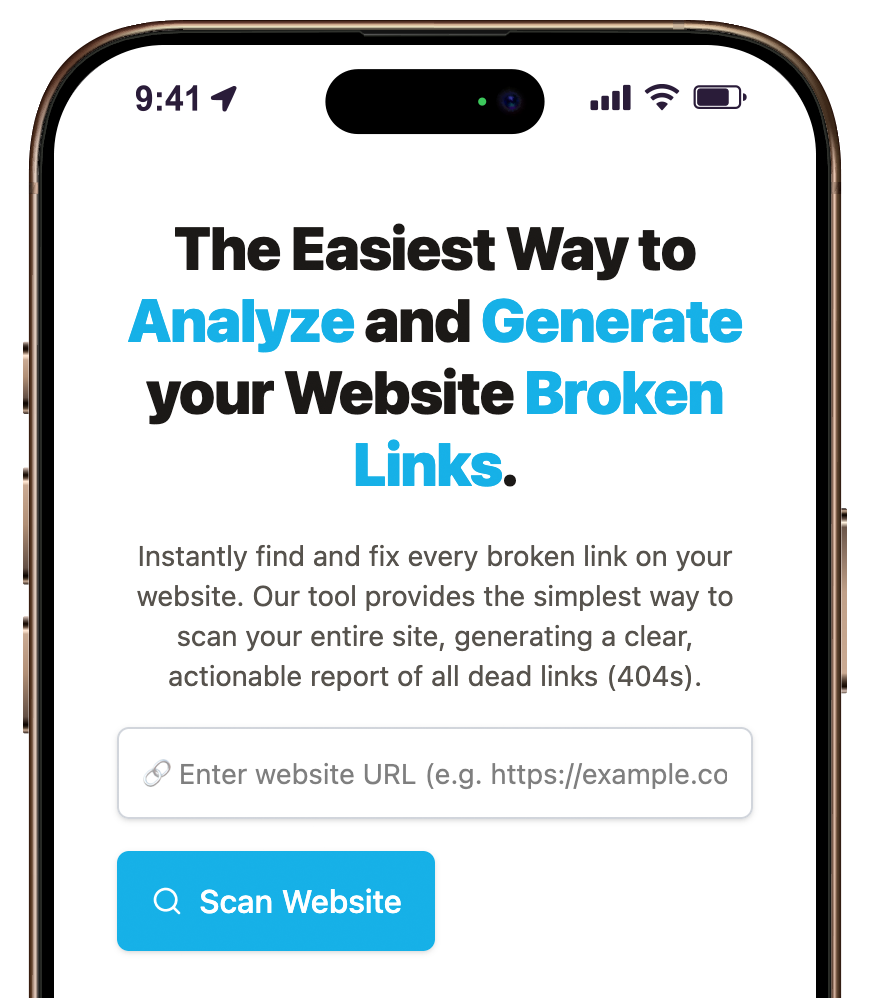 9:41
The Easiest Way to
Analyze and Generate
your Website Broken
Links.
Instantly find and fix every broken link on your
website. Our tool provides the simplest way to
scan your entire site, generating a clear,
actionable report of all dead links (404s).
🔗 Enter website URL (e.g. https://example.co
Scan Website